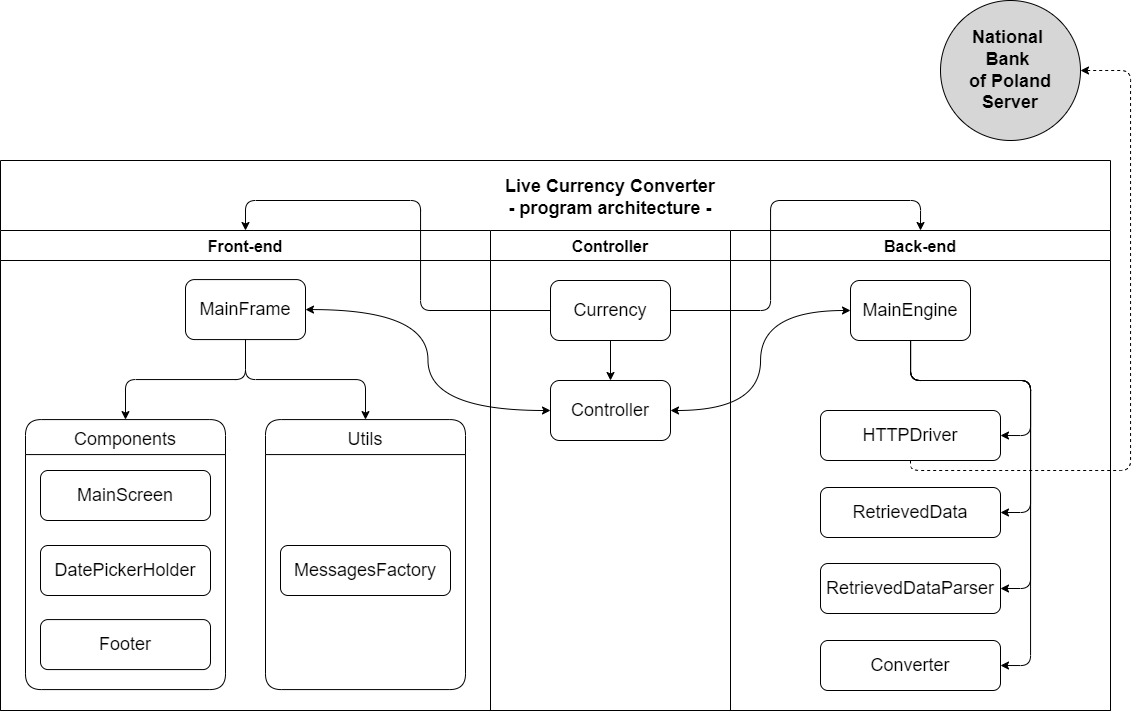 National
Bank
of Poland
Server
Live Currency Converter
- program architecture -
Front-end
Controller
Back-end
MainFrame
Currency
MainEngine
Controller
Components
Utils
HTTPDriver
MainScreen
RetrievedData
DatePickerHolder
MessagesFactory
RetrievedDataParser
Footer
Converter